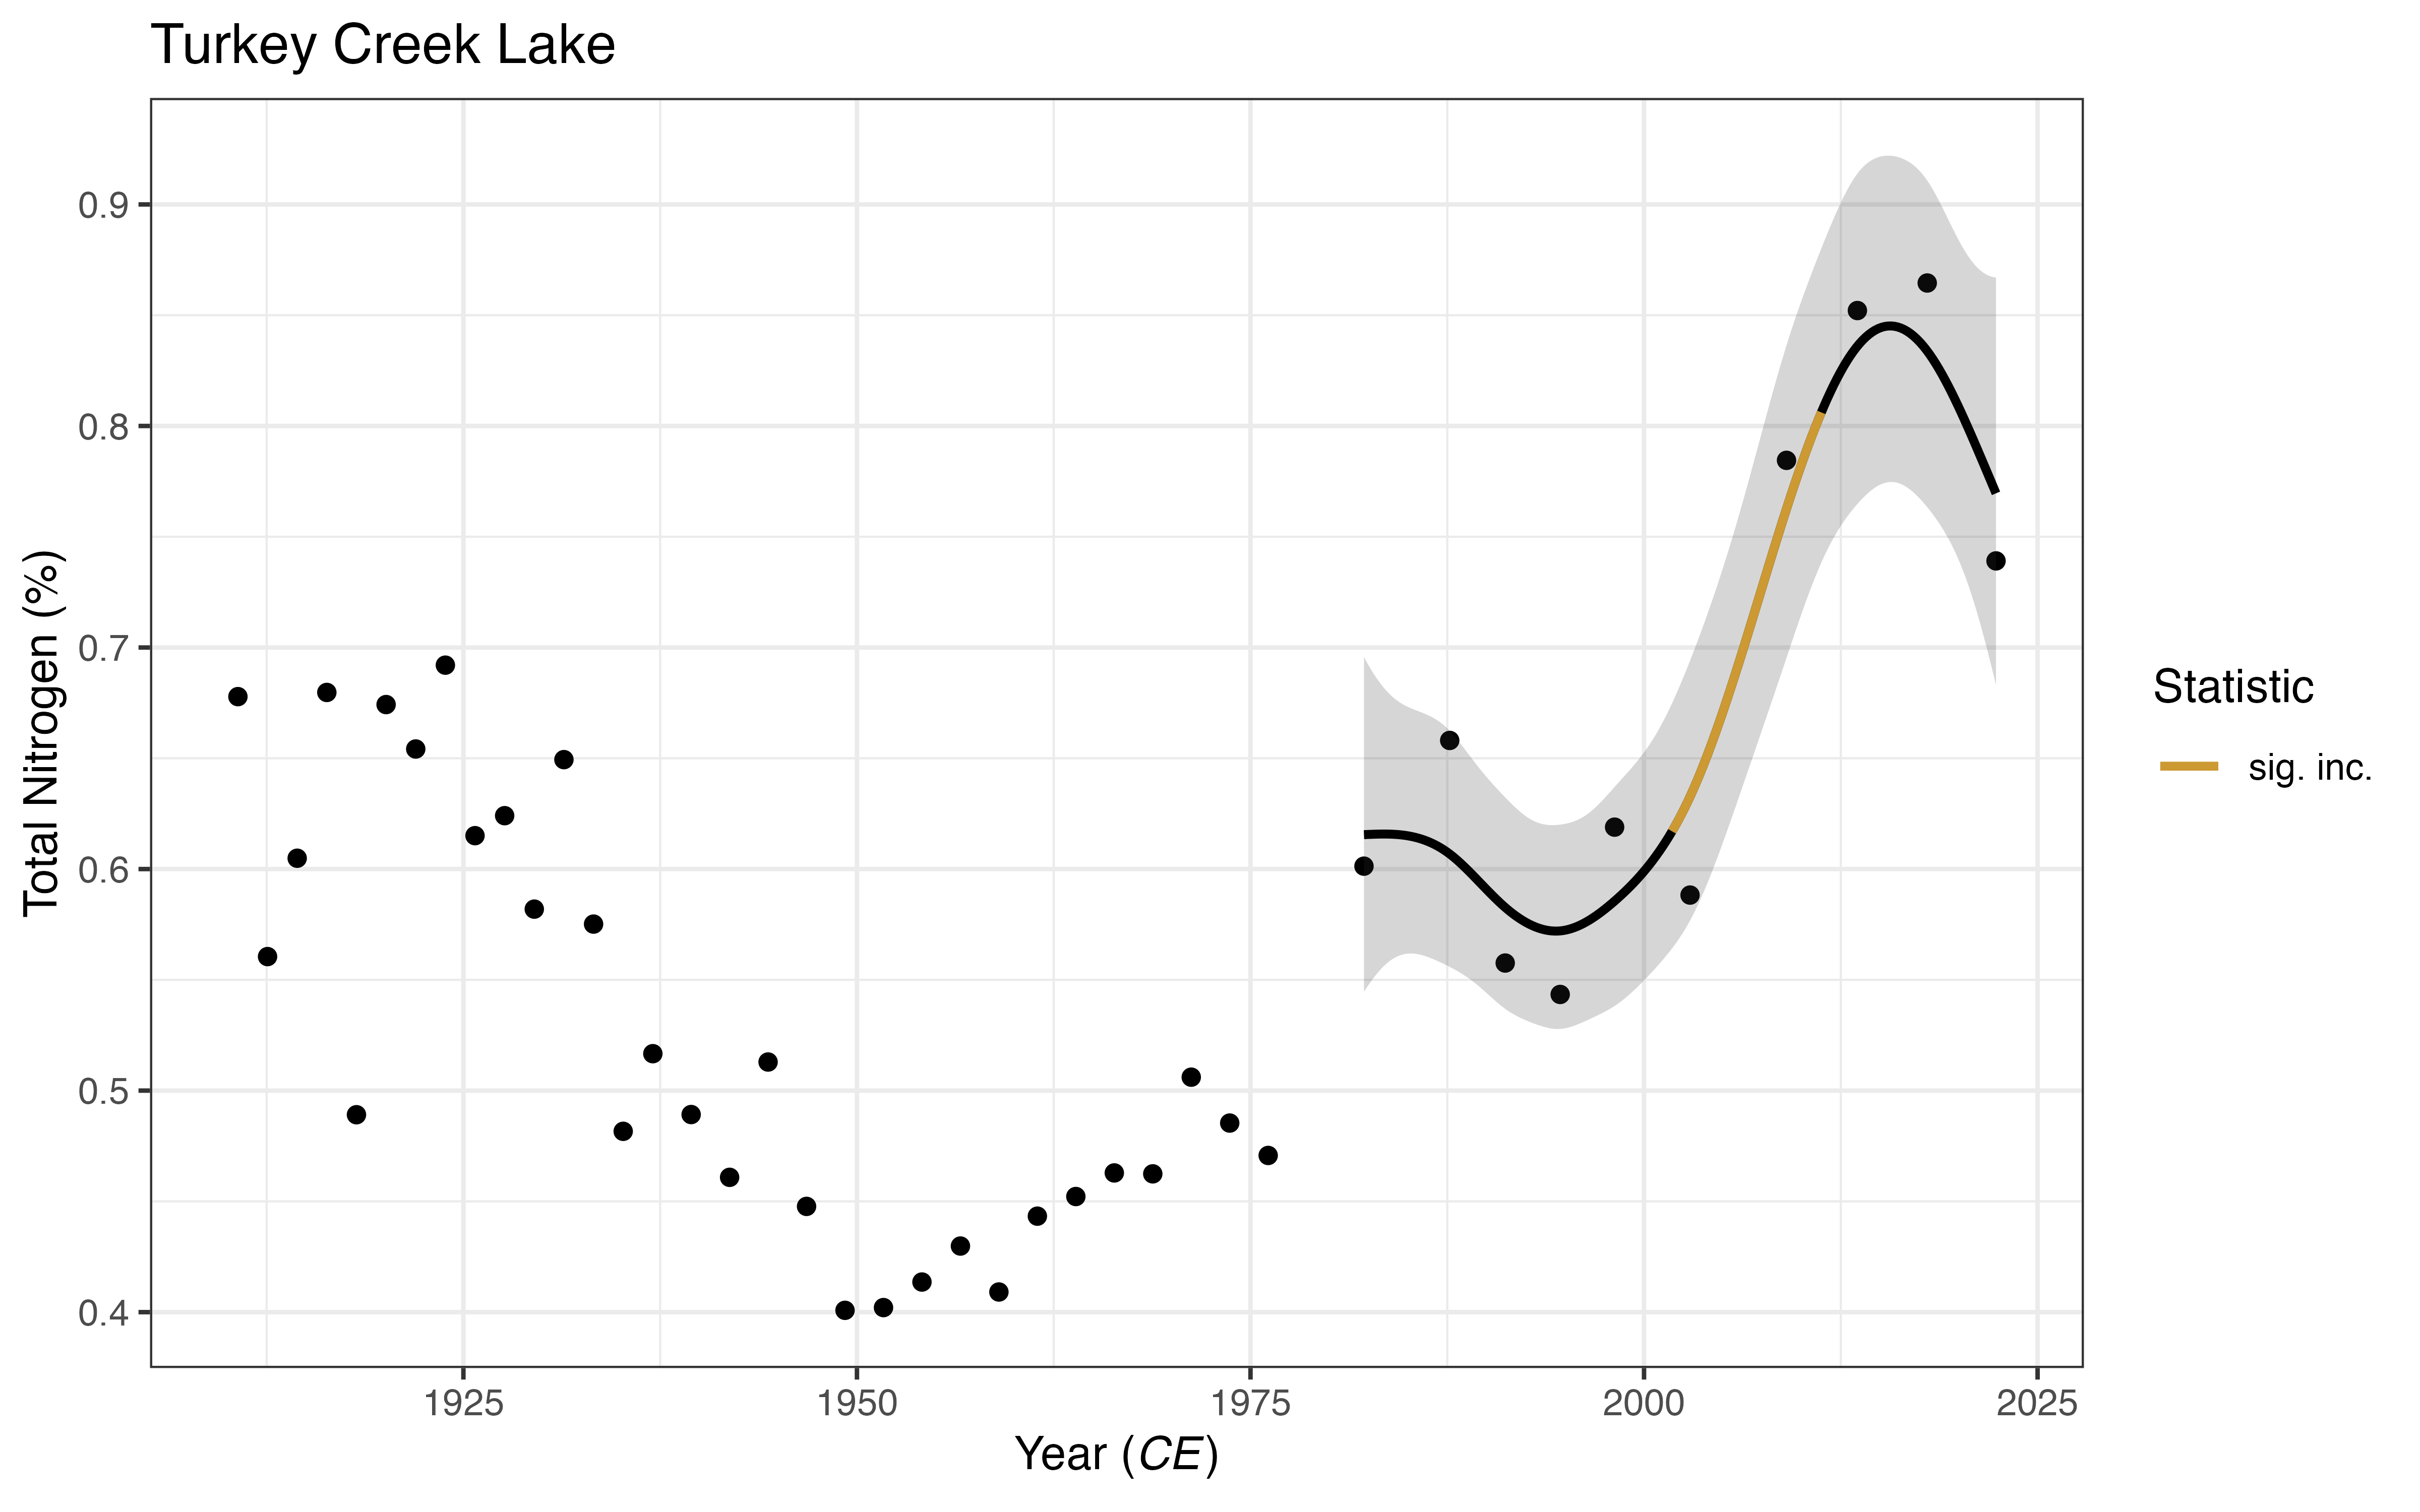 Turkey Creek Lake
Total Nitrogen (%)
0.9
0.8
0.7
0.6
0.5
0.4
1925 1950 1975 2000 2025
Year (CE)
Statistic
sig. inc.